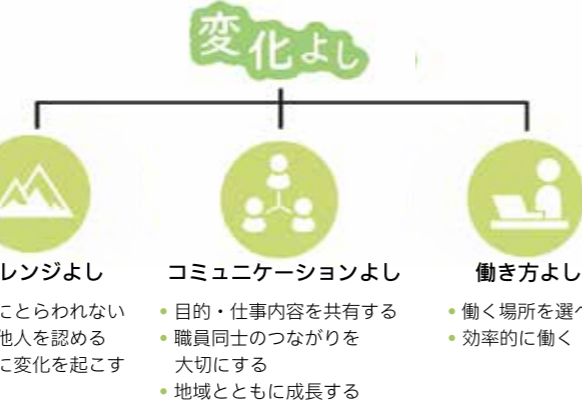 変化よし
レンジよし
にとらわれない
他人を認める
に変化を起こす
コミュニケーションよし
• 目的・仕事内容を共有する
• 職員同士のつながりを
大切にする
• 地域とともに成長する
働き方よし
• 働く場所を選べ
• 効率的に働く